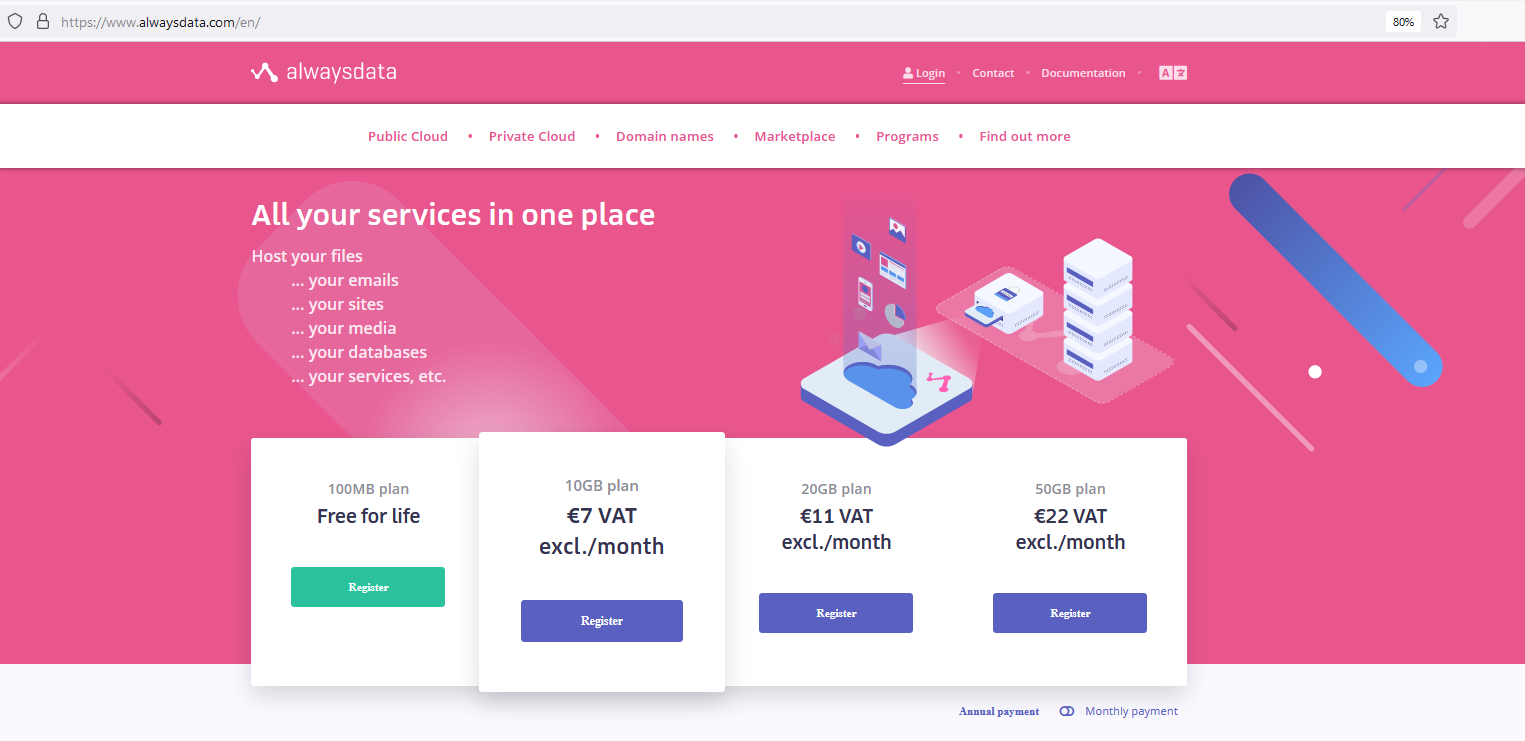 https://www.alwaysdata.com/en/
80%
alwaysdata
Login • Contact • Documentation •
Public Cloud • Private Cloud • Domain names • Marketplace • Programs • Find out more
All your services in one place
Host your files
... your emails
... your sites
... your media
... your databases
... your services, etc.
100MB plan
Free for life
Register
10GB plan
€7 VAT
excl./month
Register
20GB plan
€11 VAT
excl./month
Register
50GB plan
€22 VAT
excl./month
Register
Annual payment
Monthly payment